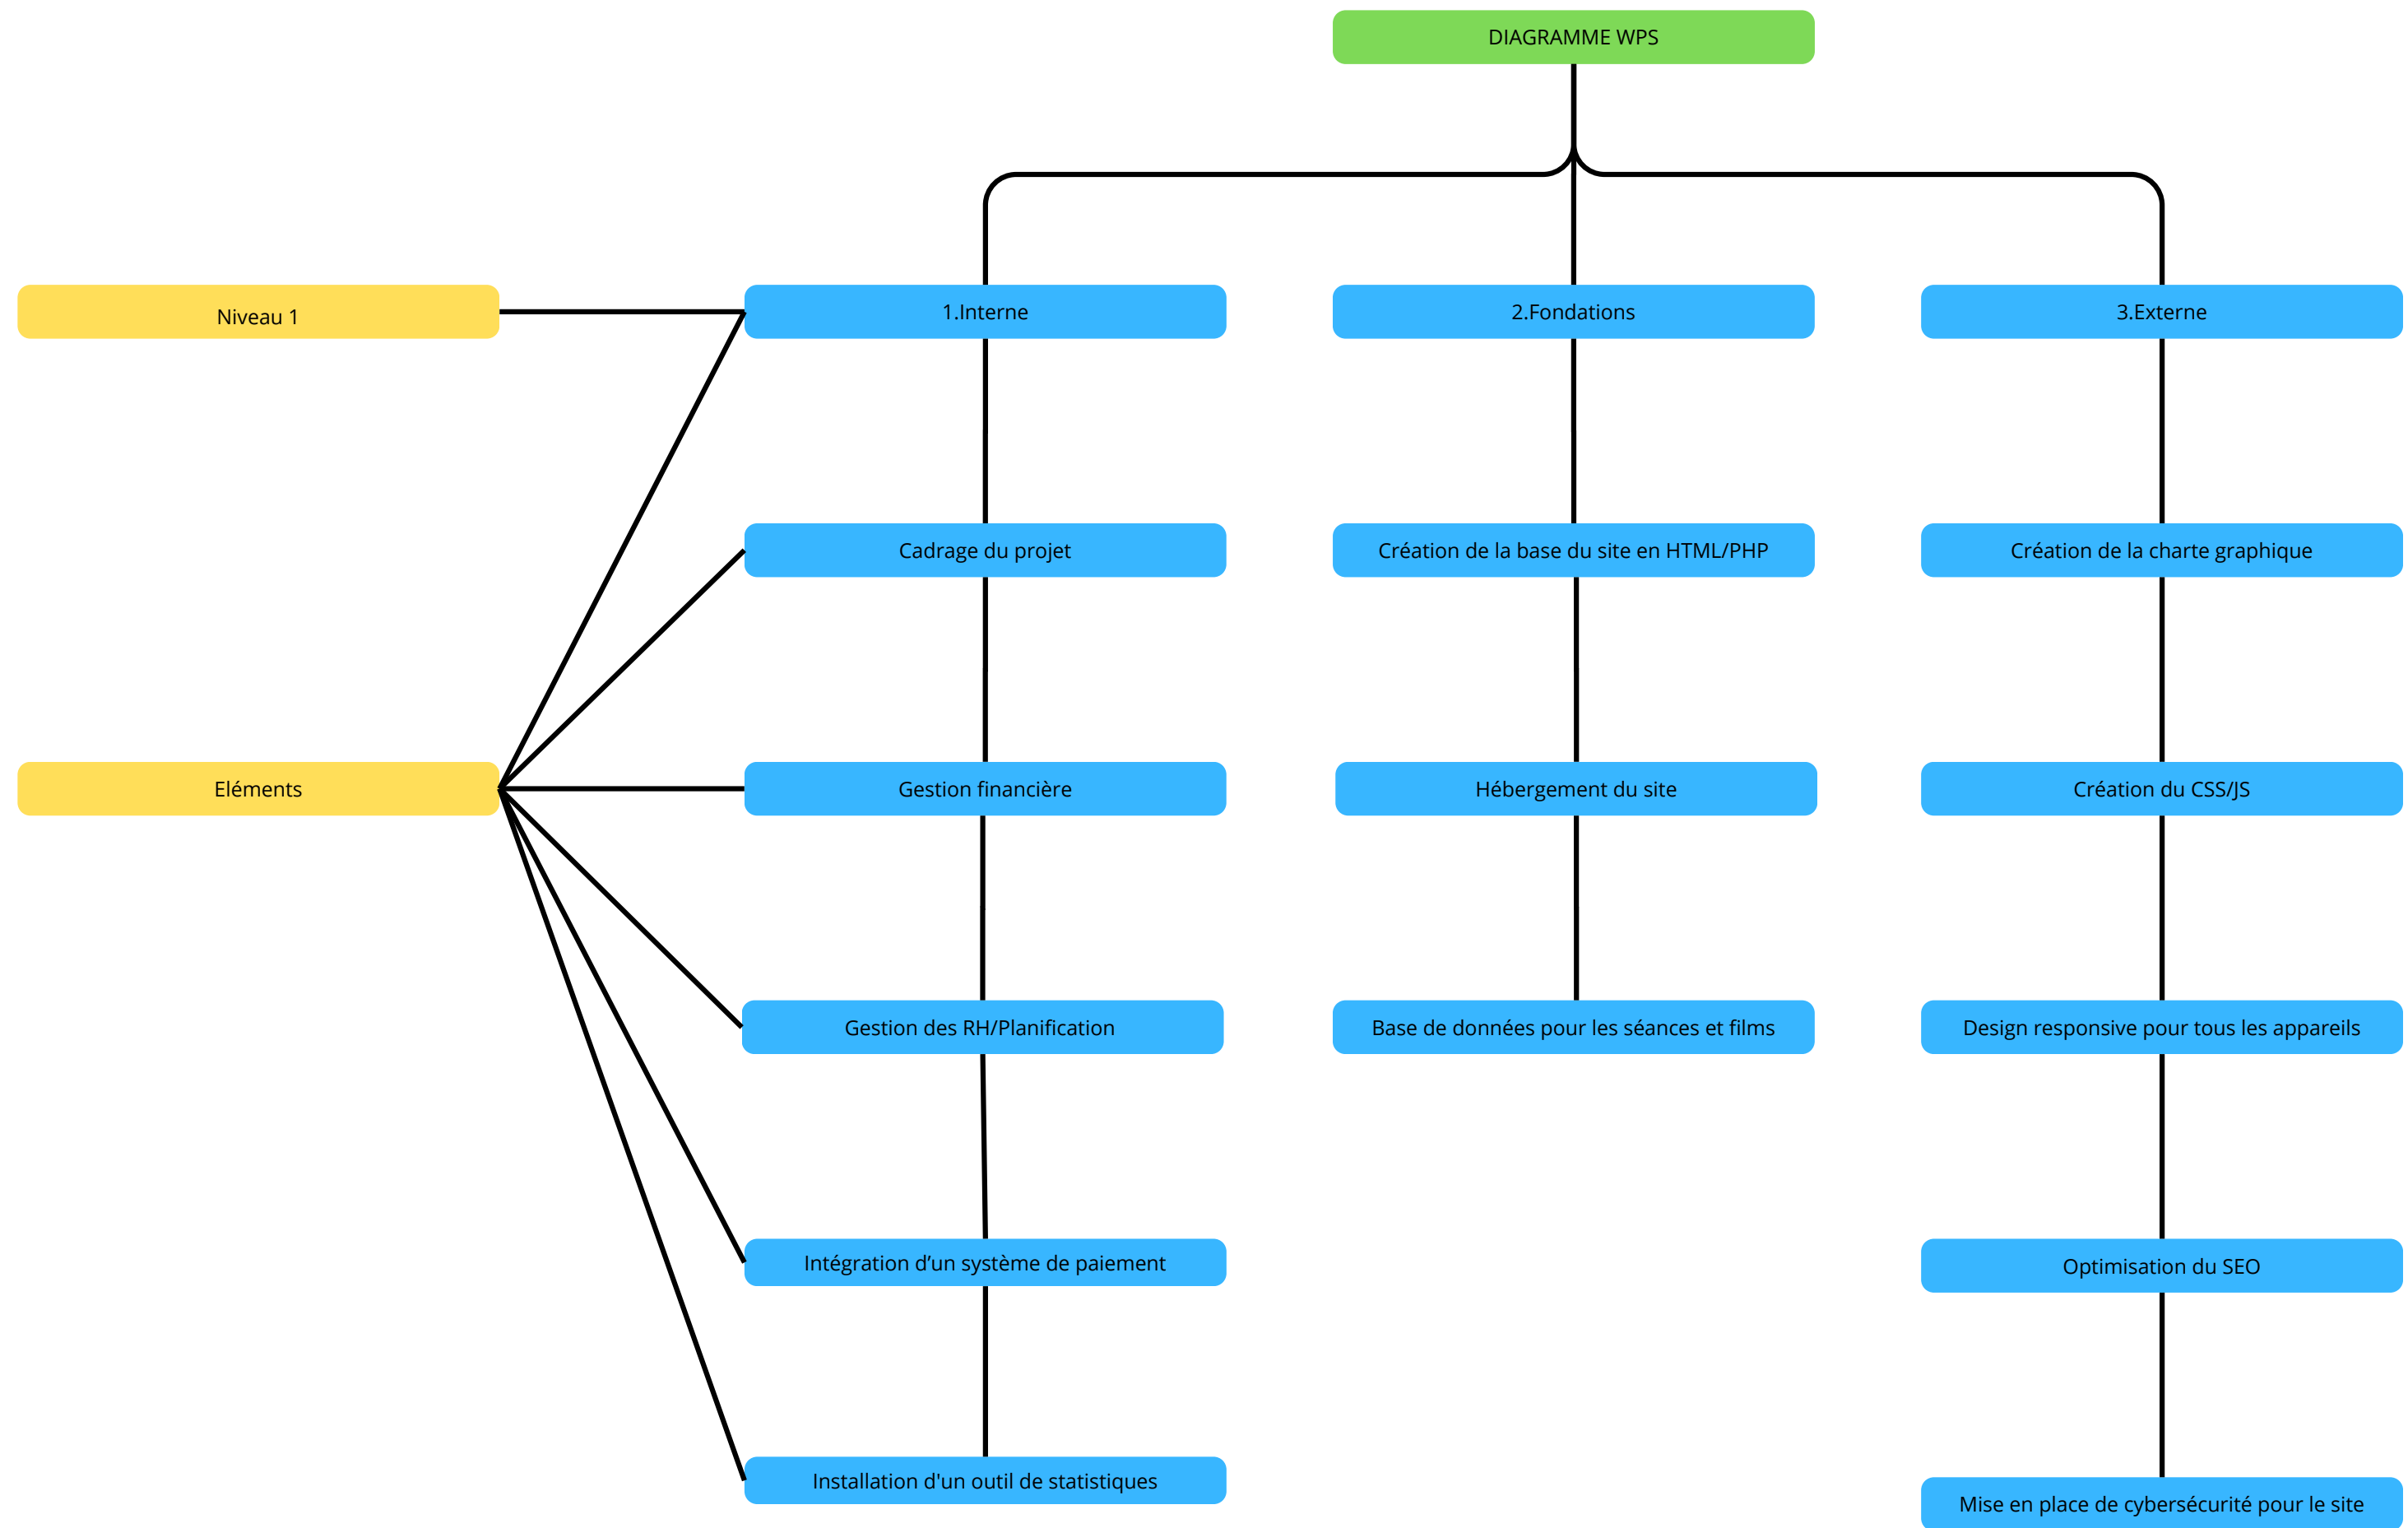 DIAGRAMME WPS
Niveau 1
1.Interne
2.Fondations
3.Externe
Cadrage du projet
Création de la base du site en HTML/PHP
Création de la charte graphique
Eléments
Gestion financière
Hébergement du site
Création du CSS/JS
Gestion des RH/Planification
Base de données pour les séances et films
Design responsive pour tous les appareils
Intégration d’un système de paiement
Optimisation du SEO
Installation d'un outil de statistiques
Mise en place de cybersécurité pour le site